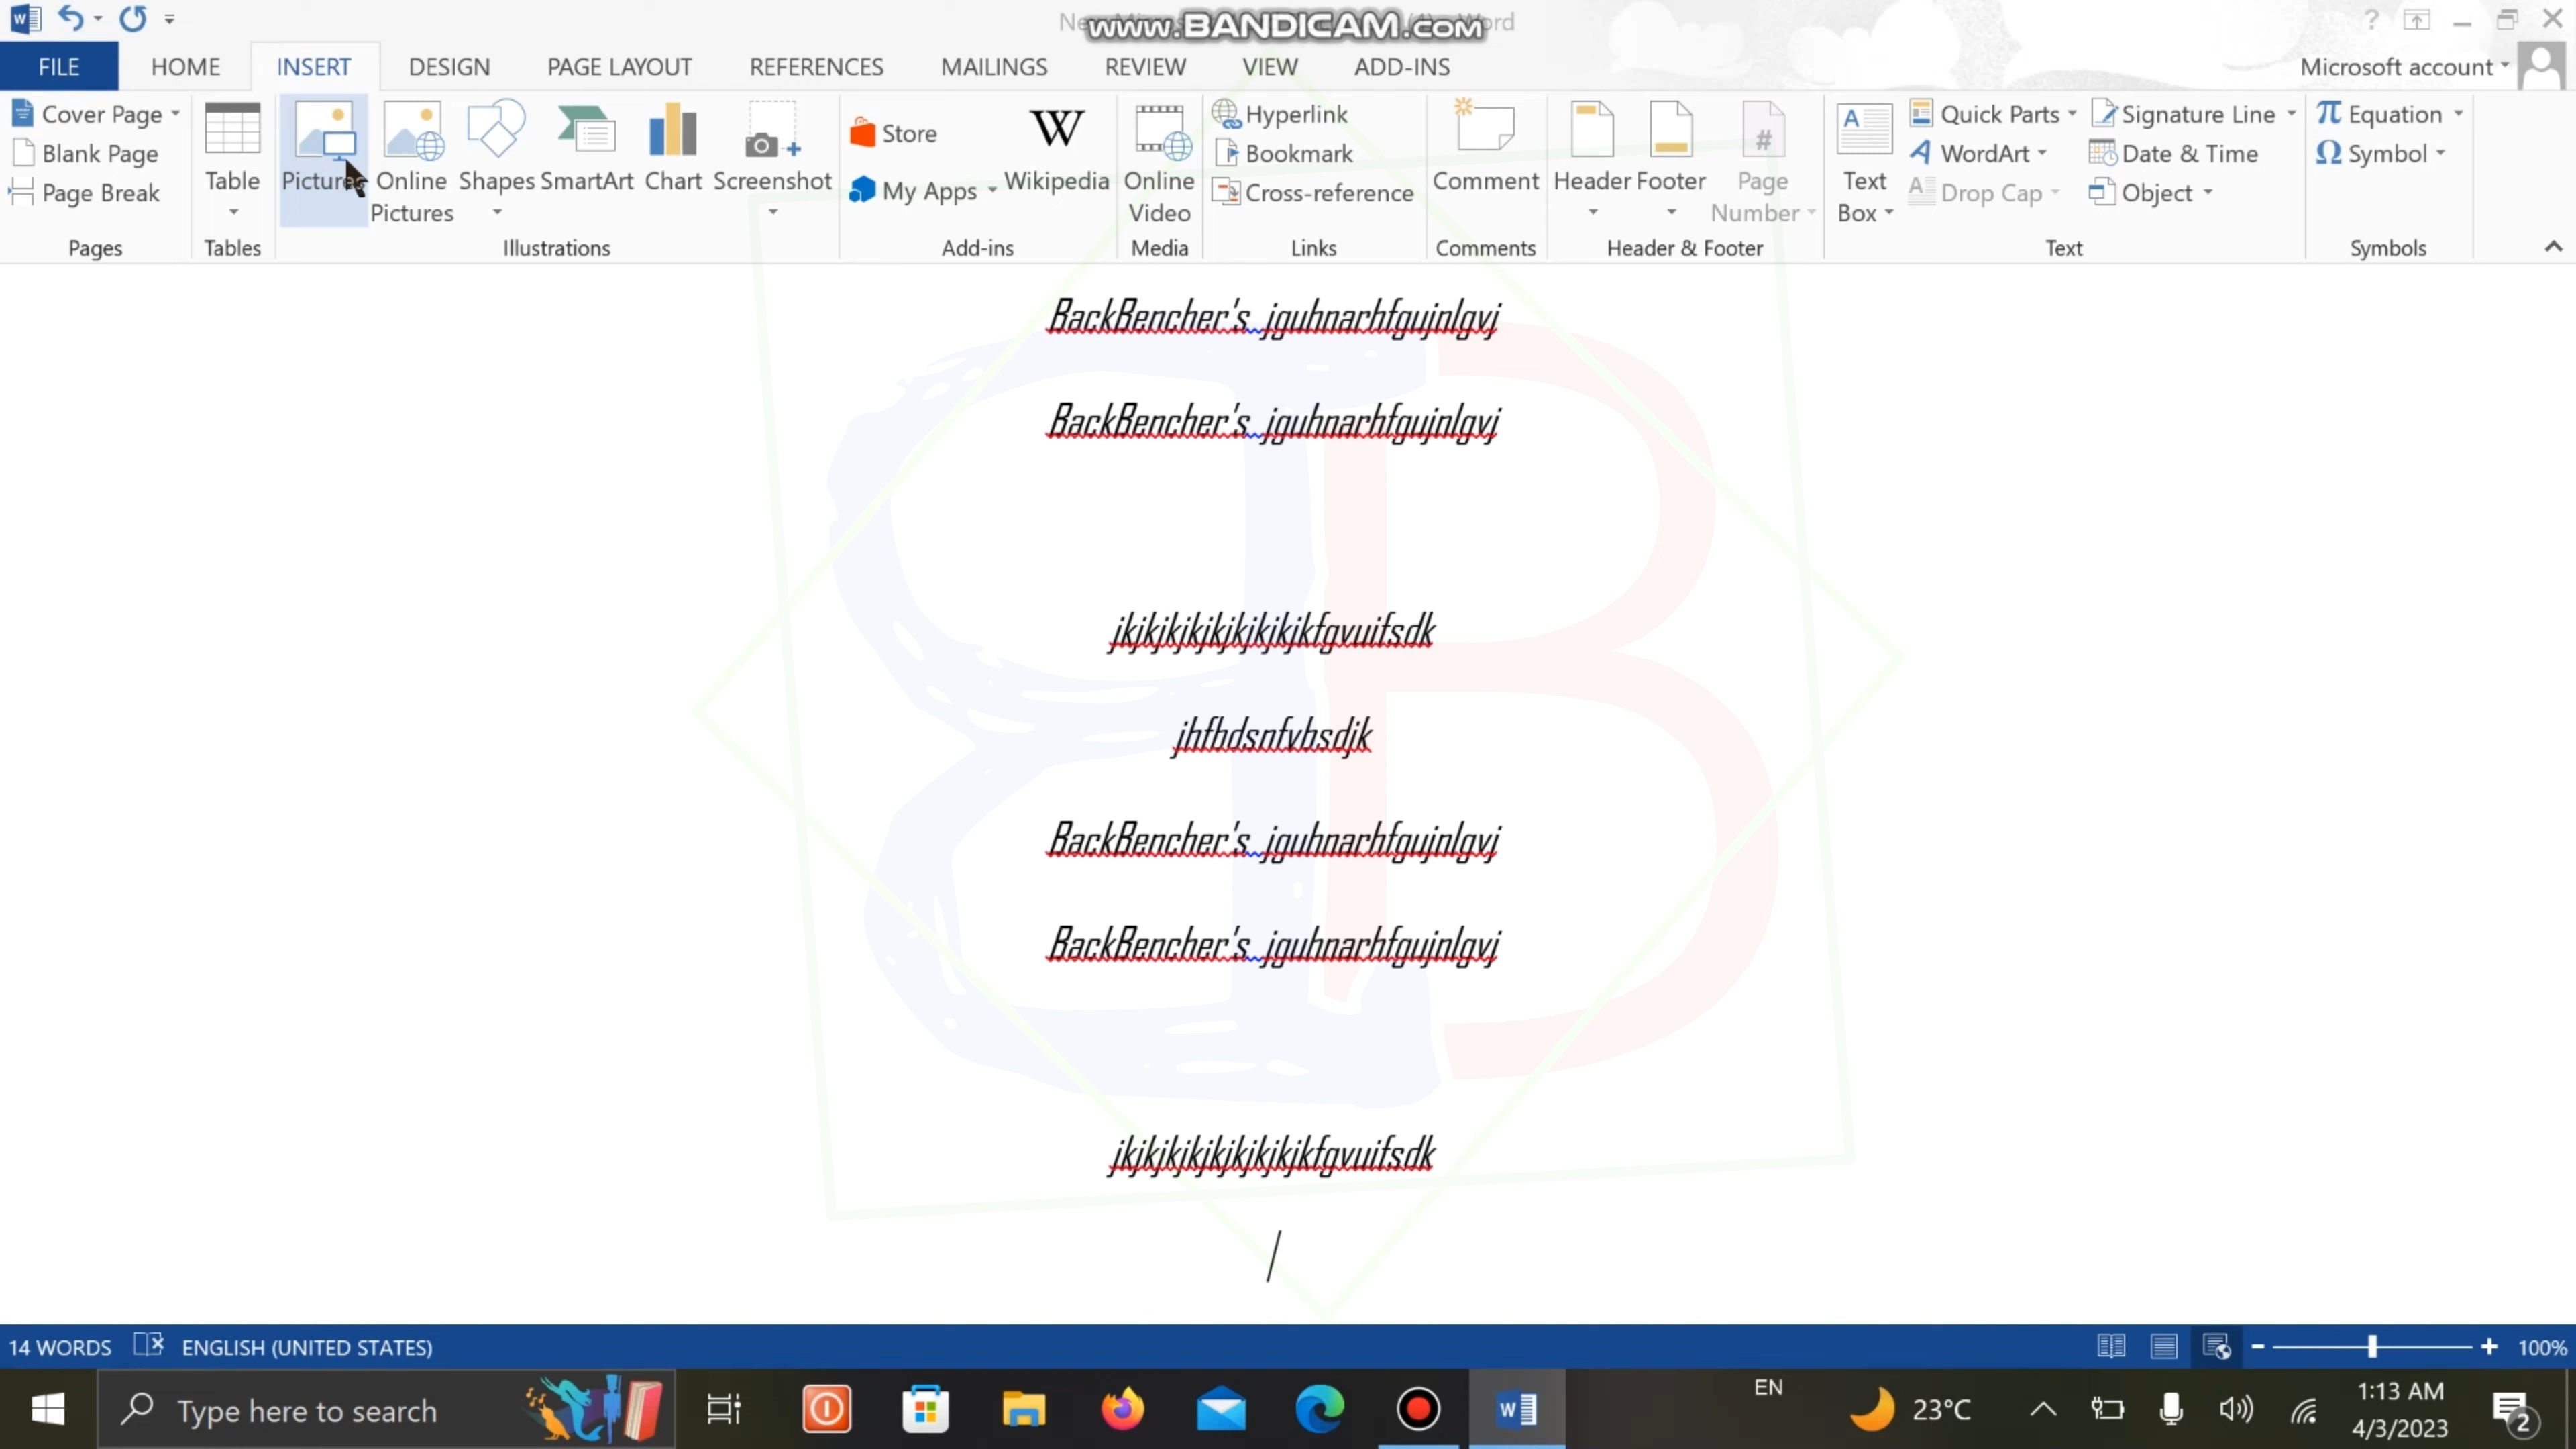 www.BANDICAM.com
FILE HOME INSERT DESIGN PAGE LAYOUT REFERENCES MAILINGS REVIEW VIEW ADD-INS Microsoft account
Cover Page
Blank Page
Page Break
Pages
Table
Tables
Pictures
Online Pictures
Shapes
SmartArt
Chart
Screenshot
Illustrations
Store
My Apps
W
Wikipedia
Add-ins
Online Video
Media
Hyperlink
Bookmark
Cross-reference
Links
Comment
Comments
Header
Footer
Page Number
Header & Footer
Text Box
Quick Parts
WordArt
Drop Cap
Signature Line
Date & Time
Object
Text
Equation
Symbol
Symbols
BackBencher's jguhnarhfgujnlgvj
BackBencher's jguhnarhfgujnlgvj
jkjkjkjkjkjkjkjkjkfgvuifsdk
jhfhdsnfvhsdjk
BackBencher's jguhnarhfgujnlgvj
BackBencher's jguhnarhfgujnlgvj
jkjkjkjkjkjkjkjkjkfgvuifsdk
14 WORDS ENGLISH (UNITED STATES) 100%
Type here to search
EN
23°C
1:13 AM
4/3/2023
2